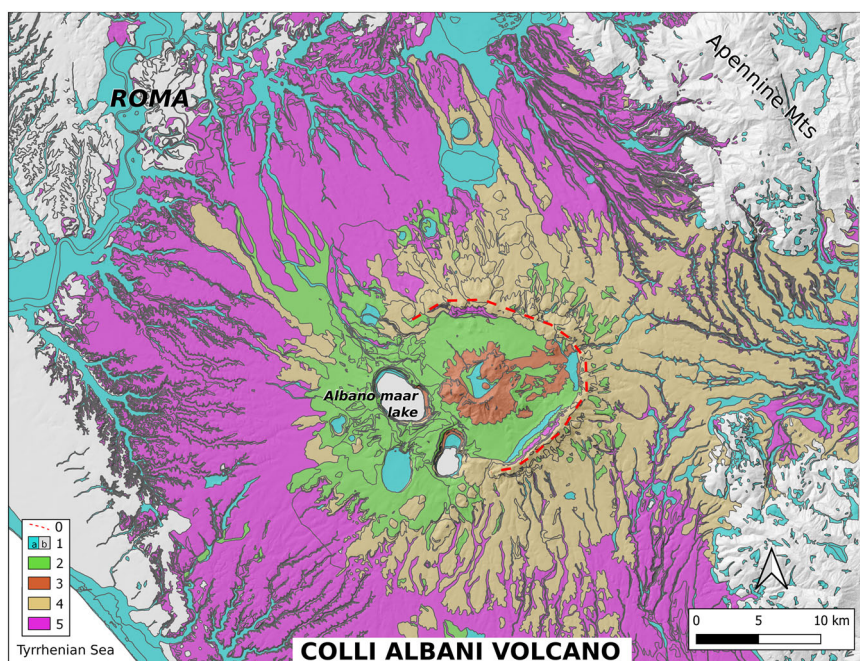 ROMA
Apennine Mts
Albano maar
lake
0
a b 1
2
3
4
5
Tyrrhenian Sea
0 5 10 km
COLLI ALBANI VOLCANO